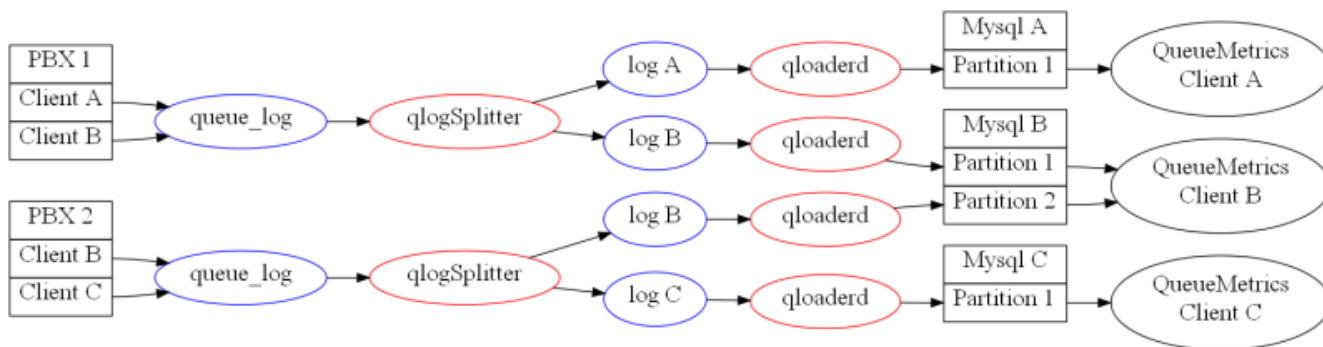 PBX 1
Client A
Client B
queue_log
qlogSplitter
log A
qloaderd
log B
qloaderd
Mysql A
Partition 1
QueueMetrics
Client A
Mysql B
Partition 1
Partition 2
QueueMetrics
Client B
PBX 2
Client B
Client C
queue_log
qlogSplitter
log B
qloaderd
log C
qloaderd
Mysql C
Partition 1
QueueMetrics
Client C